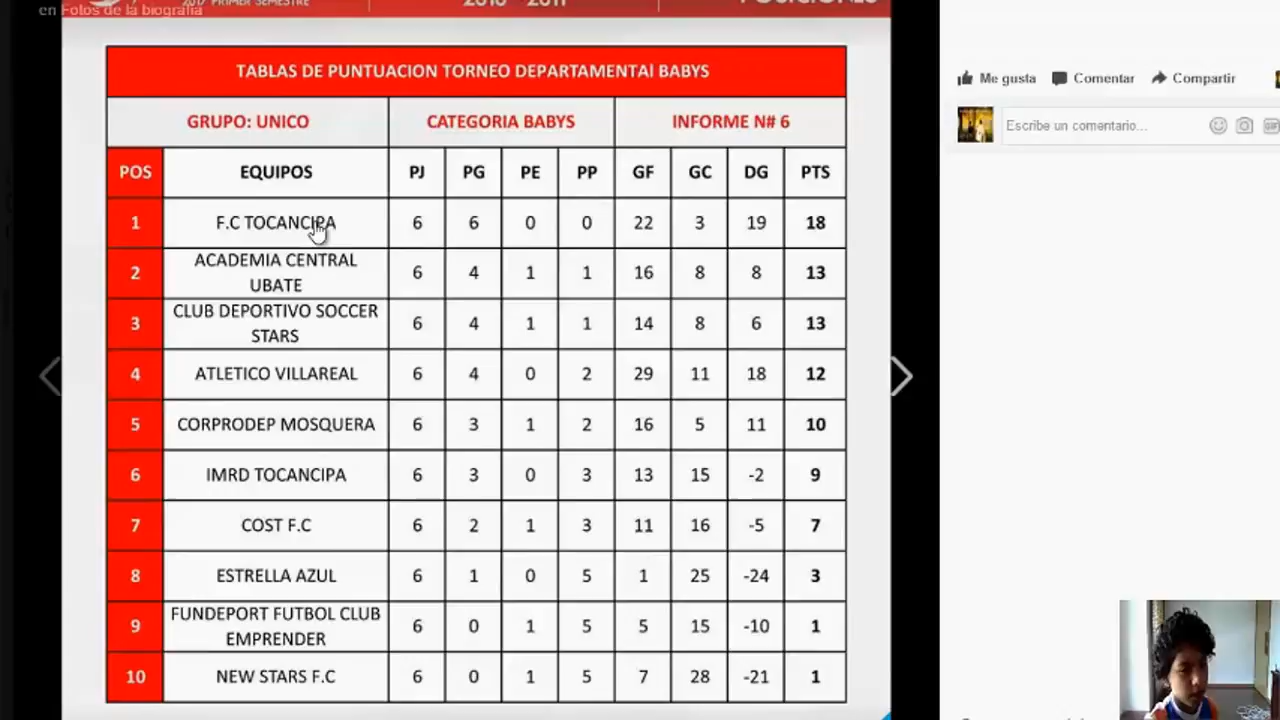 en Fotos de la biografía
2017 PRIMER SEMESTRE
2010 - 2011
POSICIONES
TABLAS DE PUNTUACION TORNEO DEPARTAMENTAl BABYS
GRUPO: UNICO CATEGORIA BABYS INFORME N# 6
POS EQUIPOS PJ PG PE PP GF GC DG PTS
1 F.C TOCANCIPA 6 6 0 0 22 3 19 18
2 ACADEMIA CENTRAL UBATE 6 4 1 1 16 8 8 13
3 CLUB DEPORTIVO SOCCER STARS 6 4 1 1 14 8 6 13
4 ATLETICO VILLAREAL 6 4 0 2 29 11 18 12
5 CORPRODEP MOSQUERA 6 3 1 2 16 5 11 10
6 IMRD TOCANCIPA 6 3 0 3 13 15 -2 9
7 COST F.C 6 2 1 3 11 16 -5 7
8 ESTRELLA AZUL 6 1 0 5 1 25 -24 3
9 FUNDEPORT FUTBOL CLUB EMPRENDER 6 0 1 5 5 15 -10 1
10 NEW STARS F.C 6 0 1 5 7 28 -21 1
Me gusta Comentar Compartir
Escribe un comentario...